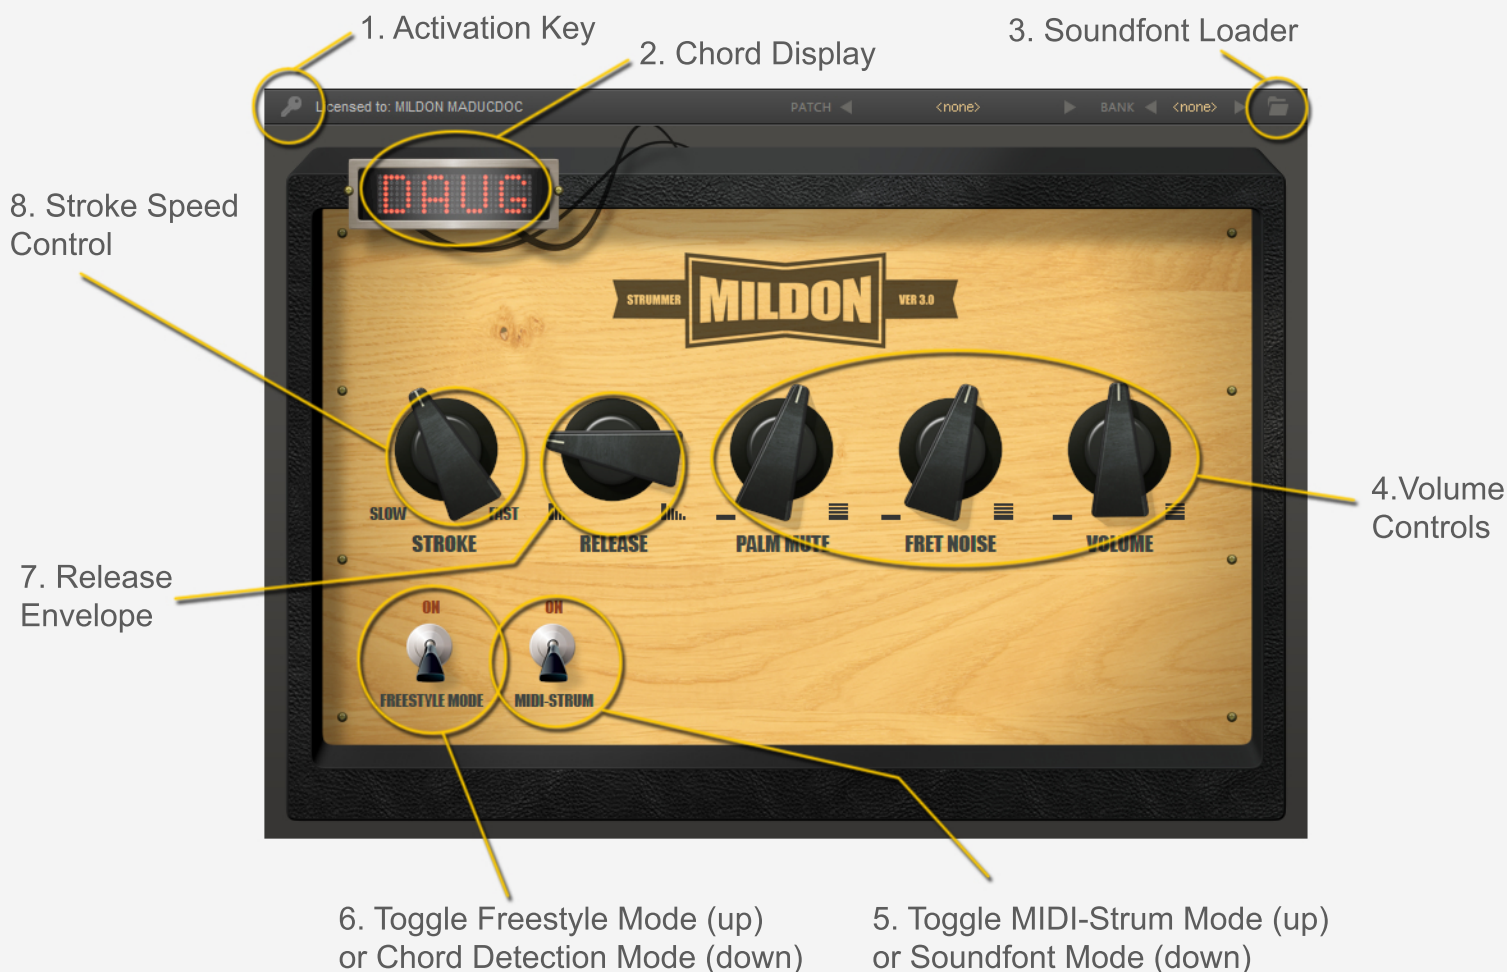 1. Activation Key
2. Chord Display
3. Soundfont Loader
Licensed to: MILDON MADUCDOC
PATCH
<none>
BANK
<none>
DAUG
8. Stroke Speed
Control
STRUMMER
MILDON
VER 3.0
SLOW
FAST
STROKE
RELEASE
PALM MUTE
FRET NOISE
VOLUME
4.Volume
Controls
7. Release
Envelope
ON
ON
FREESTYLE MODE
MIDI-STRUM
6. Toggle Freestyle Mode (up)
or Chord Detection Mode (down)
5. Toggle MIDI-Strum Mode (up)
or Soundfont Mode (down)